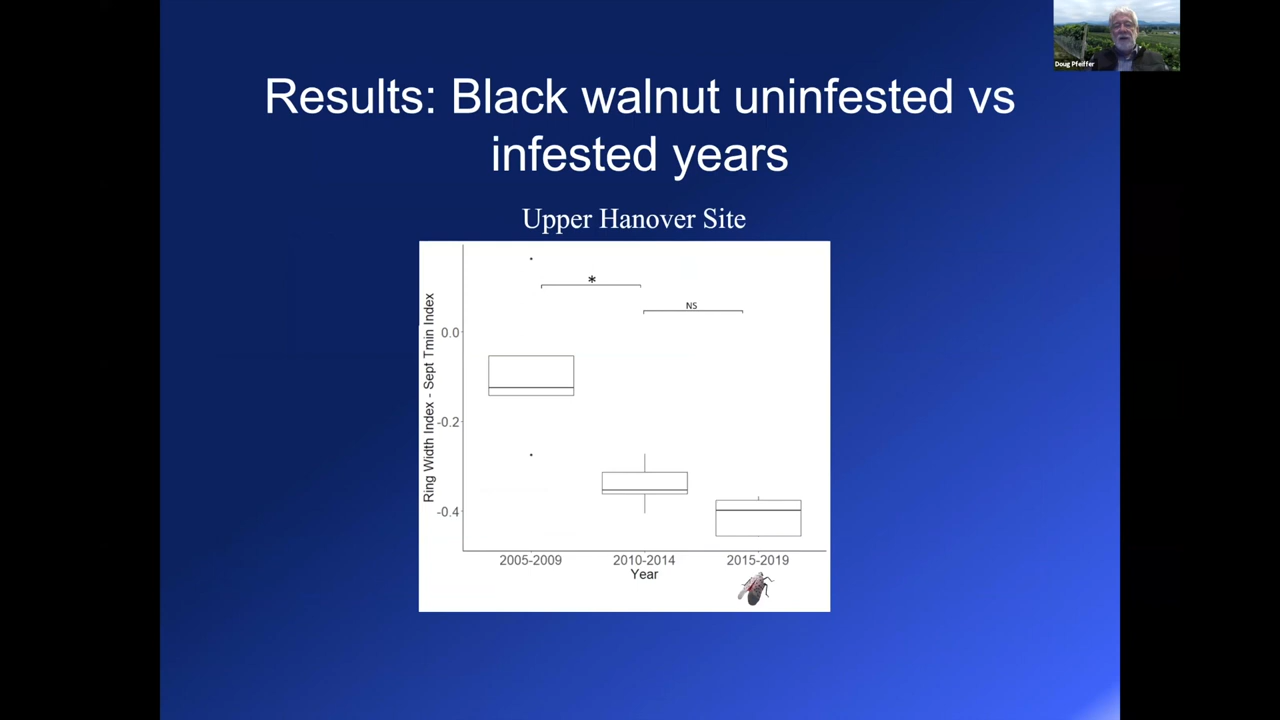 Doug Pfeiffer
Results: Black walnut uninfested vs
infested years
Upper Hanover Site
*
NS
Ring Width Index - Sept Tmin Index
0.0
-0.2
-0.4
2005-2009 2010-2014 2015-2019
Year